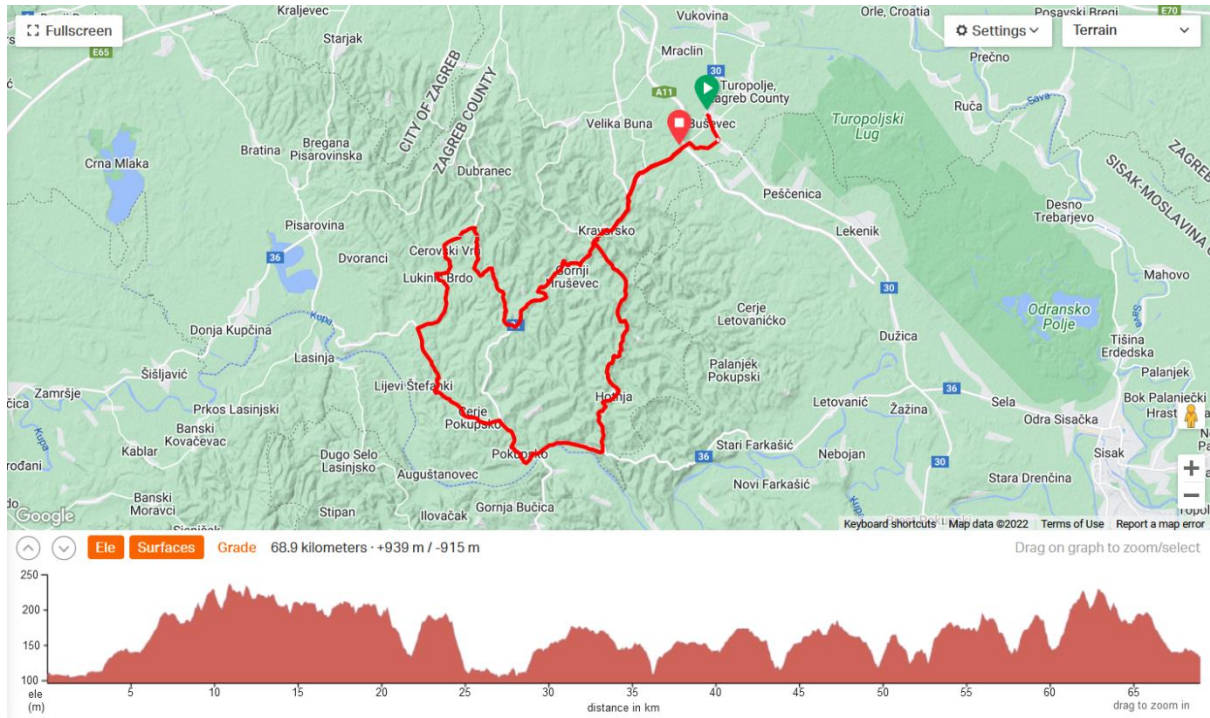 Kraljevec
Orle, Croatia
Posavski Bregi
E70
Fullscreen
Vukovina
Settings
Terrain
Starjak
E65
Mraclin
Prečno
30
Turopolje,
Zagreb County
A11
CITY OF ZAGREB
ZAGREB COUNTY
Ruča
Sava
Velika Buna
Buševec
Turopoljski
Lug
Bregana
Pisarovinska
Bratina
Crna Mlaka
Dubranec
ZAGREB
SISAK-MOSLAVINA
Peščenica
Desno
Trebarjevo
Pisarovina
Kravarsko
Lekenik
Cerovski Vrh
36
Dvoranci
Lukinić Brdo
Gornji
Hruševec
Mahovo
30
Cerje
Letovanićko
Odransko
Polje
Sava
Kupa
Donja Kupčina
Dužica
Tišina
Erdedska
Lasinja
Palanjek
Pokupski
Palanjek
Šišljavić
Lijevi Štefanki
36
Zamršje
Hotnja
Letovanić
Žažina
Sela
Bok Palanječki
Prkos Lasinjski
Cerje
Pokupsko
Odra Sisačka
Hrast
Banski
Kovačevac
Kupa
Kablar
Dugo Selo
Lasinjsko
Pokupsko
Stari Farkašić
36
Nebojan
30
Sisak
Auguštanovec
Novi Farkašić
Stara Drenčina
Banski
Moravci
Stipan
Ilovačak
Gornja Bučica
Kupa
Google
Keyboard shortcuts
Map data ©2022
Terms of Use
Report a map error
Ele
Surfaces
Grade
68.9 kilometers · +939 m / -915 m
Drag on graph to zoom/select
250
200
150
100
ele
(m)
5
10
15
20
25
30
35
40
45
50
55
60
65
distance in km
drag to zoom in